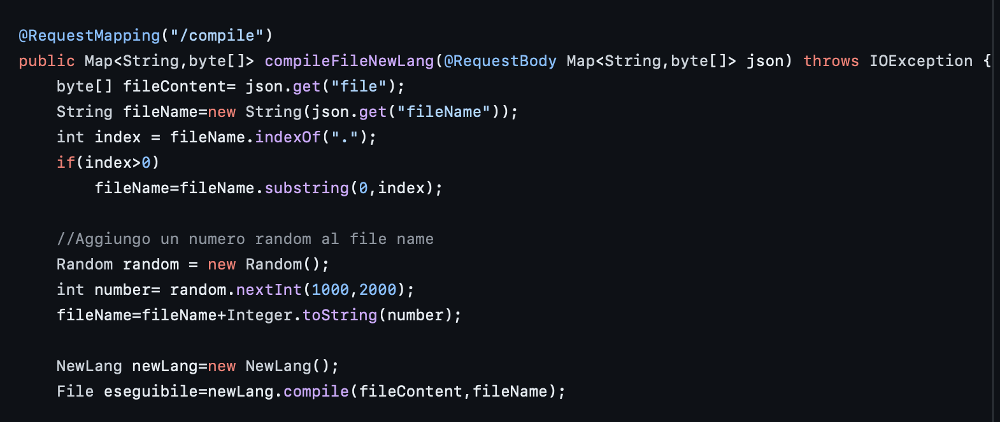 @RequestMapping("/compile")
public Map<String,byte[]> compileFileNewLang(@RequestBody Map<String,byte[]> json) throws IOException {
    byte[] fileContent= json.get("file");
    String fileName=new String(json.get("fileName"));
    int index = fileName.indexOf(".");
    if(index>0)
        fileName=fileName.substring(0,index);

    //Aggiungo un numero random al file name
    Random random = new Random();
    int number= random.nextInt(1000,2000);
    fileName=fileName+Integer.toString(number);

    NewLang newLang=new NewLang();
    File eseguibile=newLang.compile(fileContent,fileName);